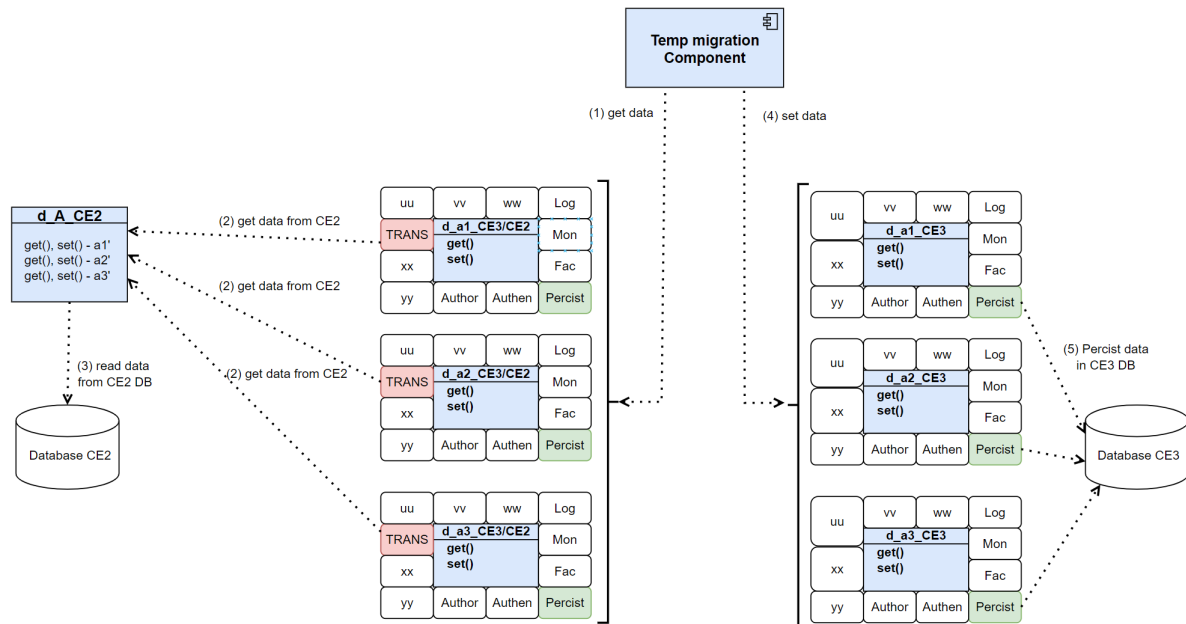 Temp migration
Component
(1) get data
(4) set data
d_A_CE2
get(), set() - a1'
get(), set() - a2'
get(), set() - a3'
(2) get data from CE2
(2) get data from CE2
(2) get data from CE2
(3) read data
from CE2 DB
Database CE2
uu vv ww Log
TRANS d_a1_CE3/CE2 Mon
get()
set()
xx Fac
yy Author Authen Percist
uu vv ww Log
TRANS d_a2_CE3/CE2 Mon
get()
set()
xx Fac
yy Author Authen Percist
uu vv ww Log
TRANS d_a3_CE3/CE2 Mon
get()
set()
xx Fac
yy Author Authen Percist
uu vv ww Log
d_a1_CE3 Mon
get()
set()
xx Fac
yy Author Authen Percist
uu vv ww Log
d_a2_CE3 Mon
get()
set()
xx Fac
yy Author Authen Percist
uu vv ww Log
d_a3_CE3 Mon
get()
set()
xx Fac
yy Author Authen Percist
(5) Percist data
in CE3 DB
Database CE3